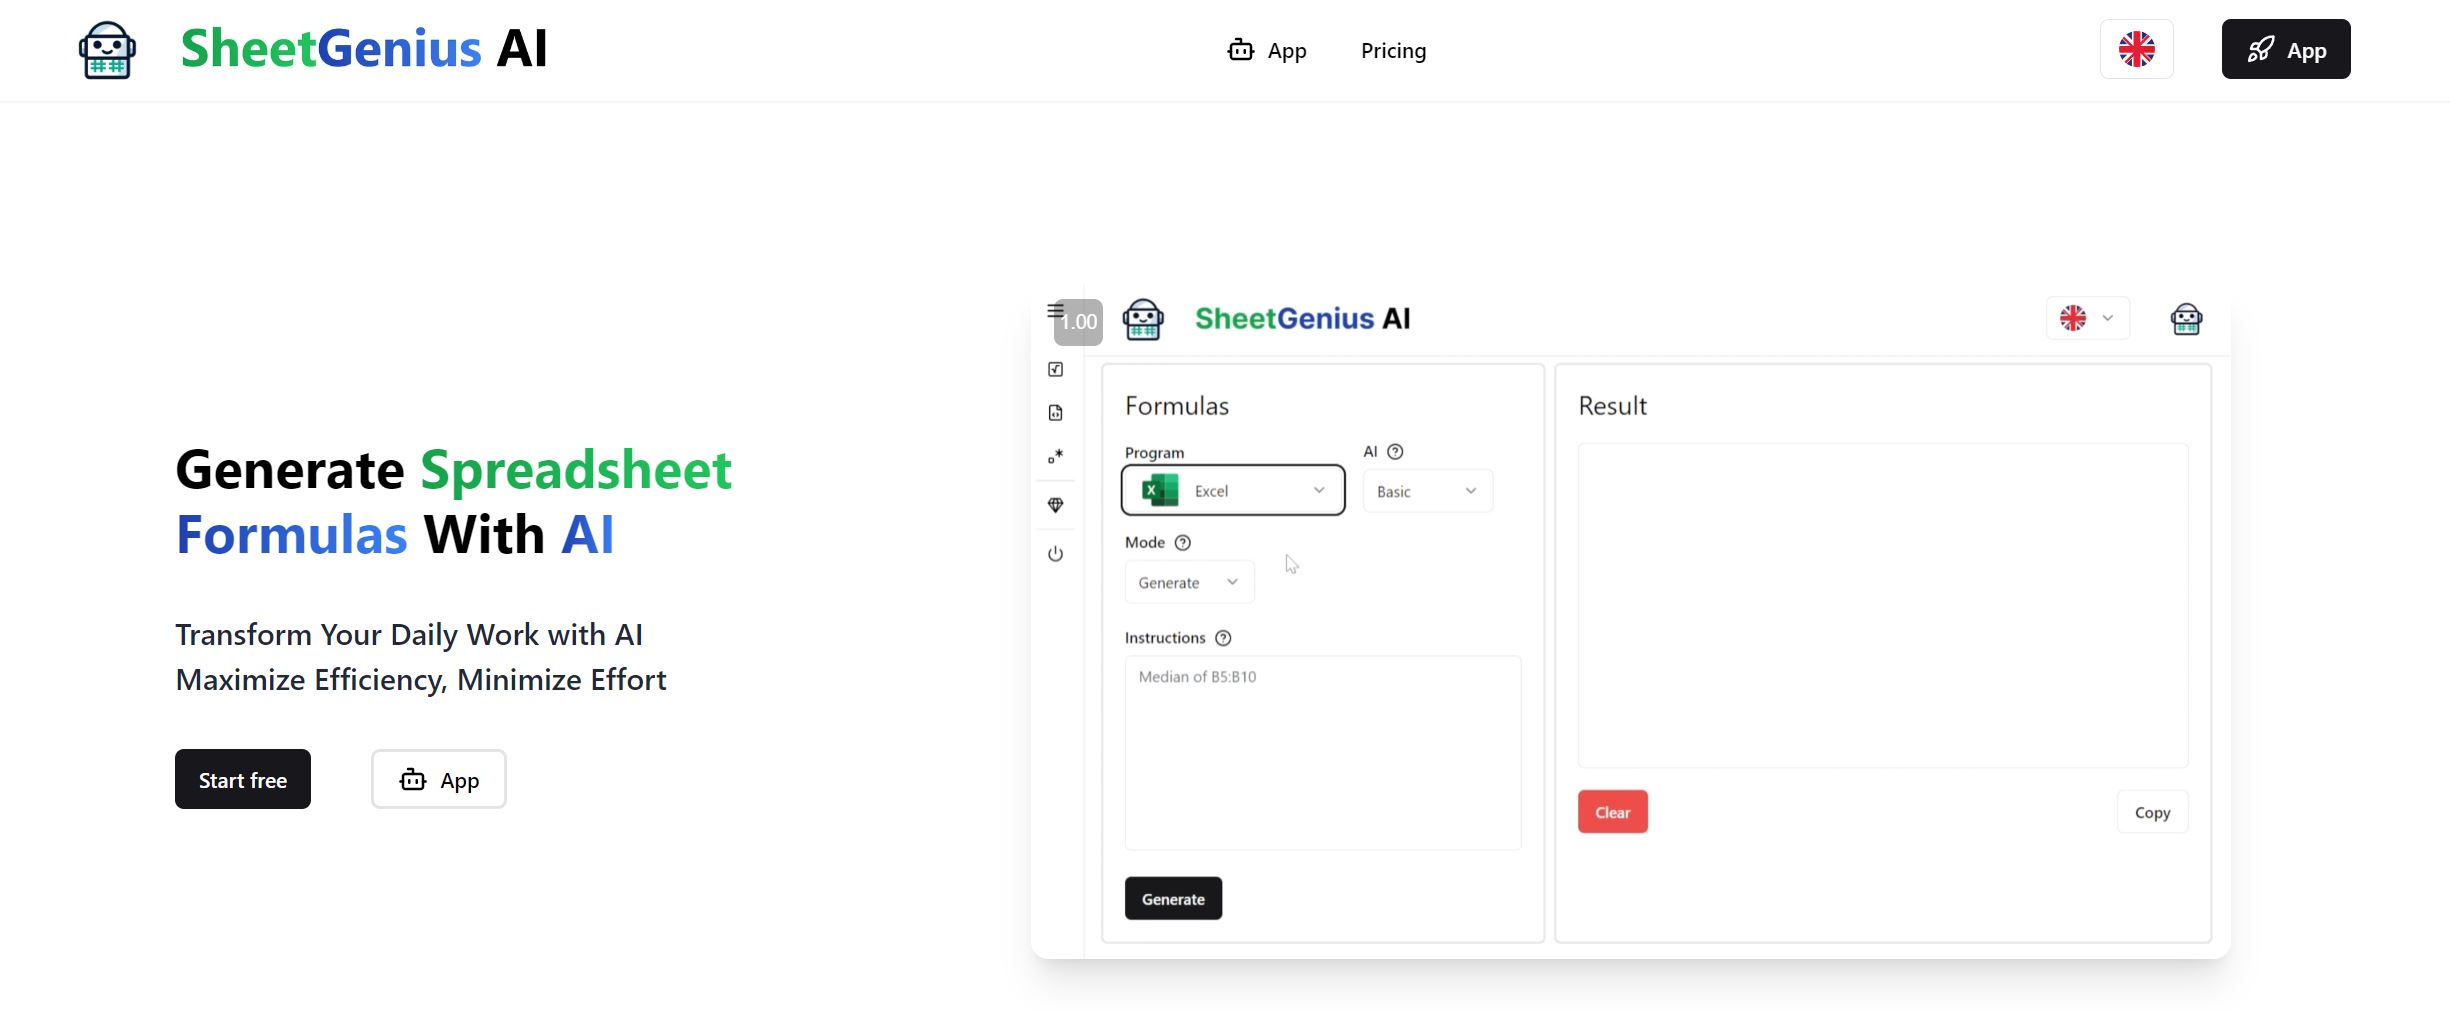 SheetGenius AI
App
Pricing
App
Generate Spreadsheet
Formulas With AI
Transform Your Daily Work with AI
Maximize Efficiency, Minimize Effort
Start free
App
1.00
SheetGenius AI
Formulas
Program
AI
Excel
Basic
Mode
Generate
Instructions
Median of B5:B10
Generate
Result
Clear
Copy